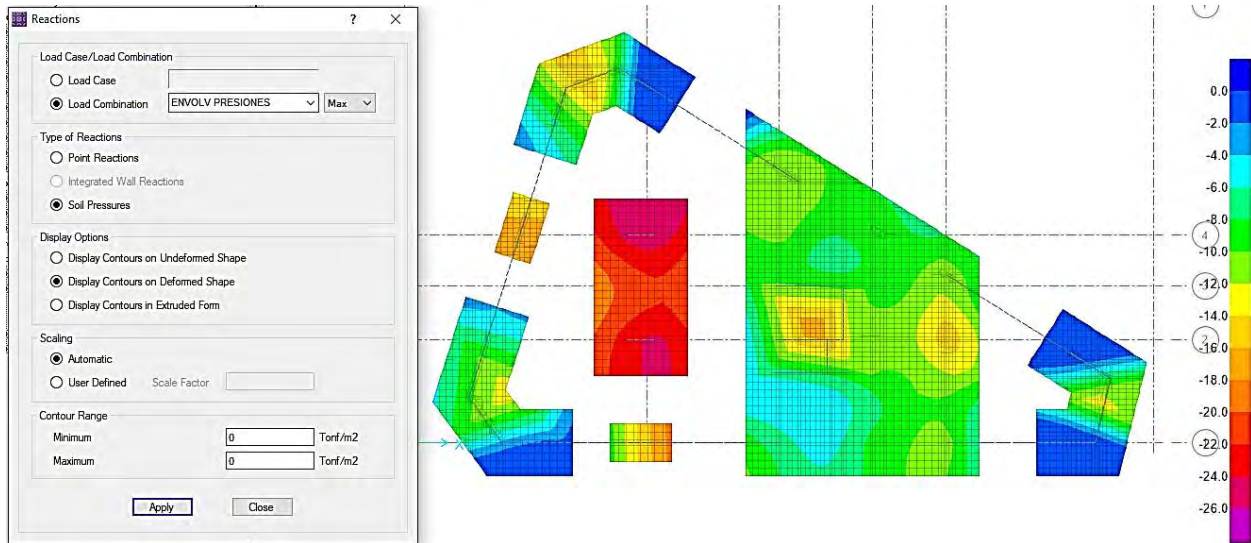 Reactions
? ×
Load Case/Load Combination
Load Case
Load Combination ENVOLV PRESIONES Max
Type of Reactions
Point Reactions
Integrated Wall Reactions
Soil Pressures
Display Options
Display Contours on Undeformed Shape
Display Contours on Deformed Shape
Display Contours in Extruded Form
Scaling
Automatic
User Defined Scale Factor
Contour Range
Minimum 0 Tonf/m2
Maximum 0 Tonf/m2
Apply Close
X
4
2
0.0
-2.0
-4.0
-6.0
-8.0
-12.0
-14.0
-16.0
-18.0
-20.0
-22.0
-24.0
-26.0